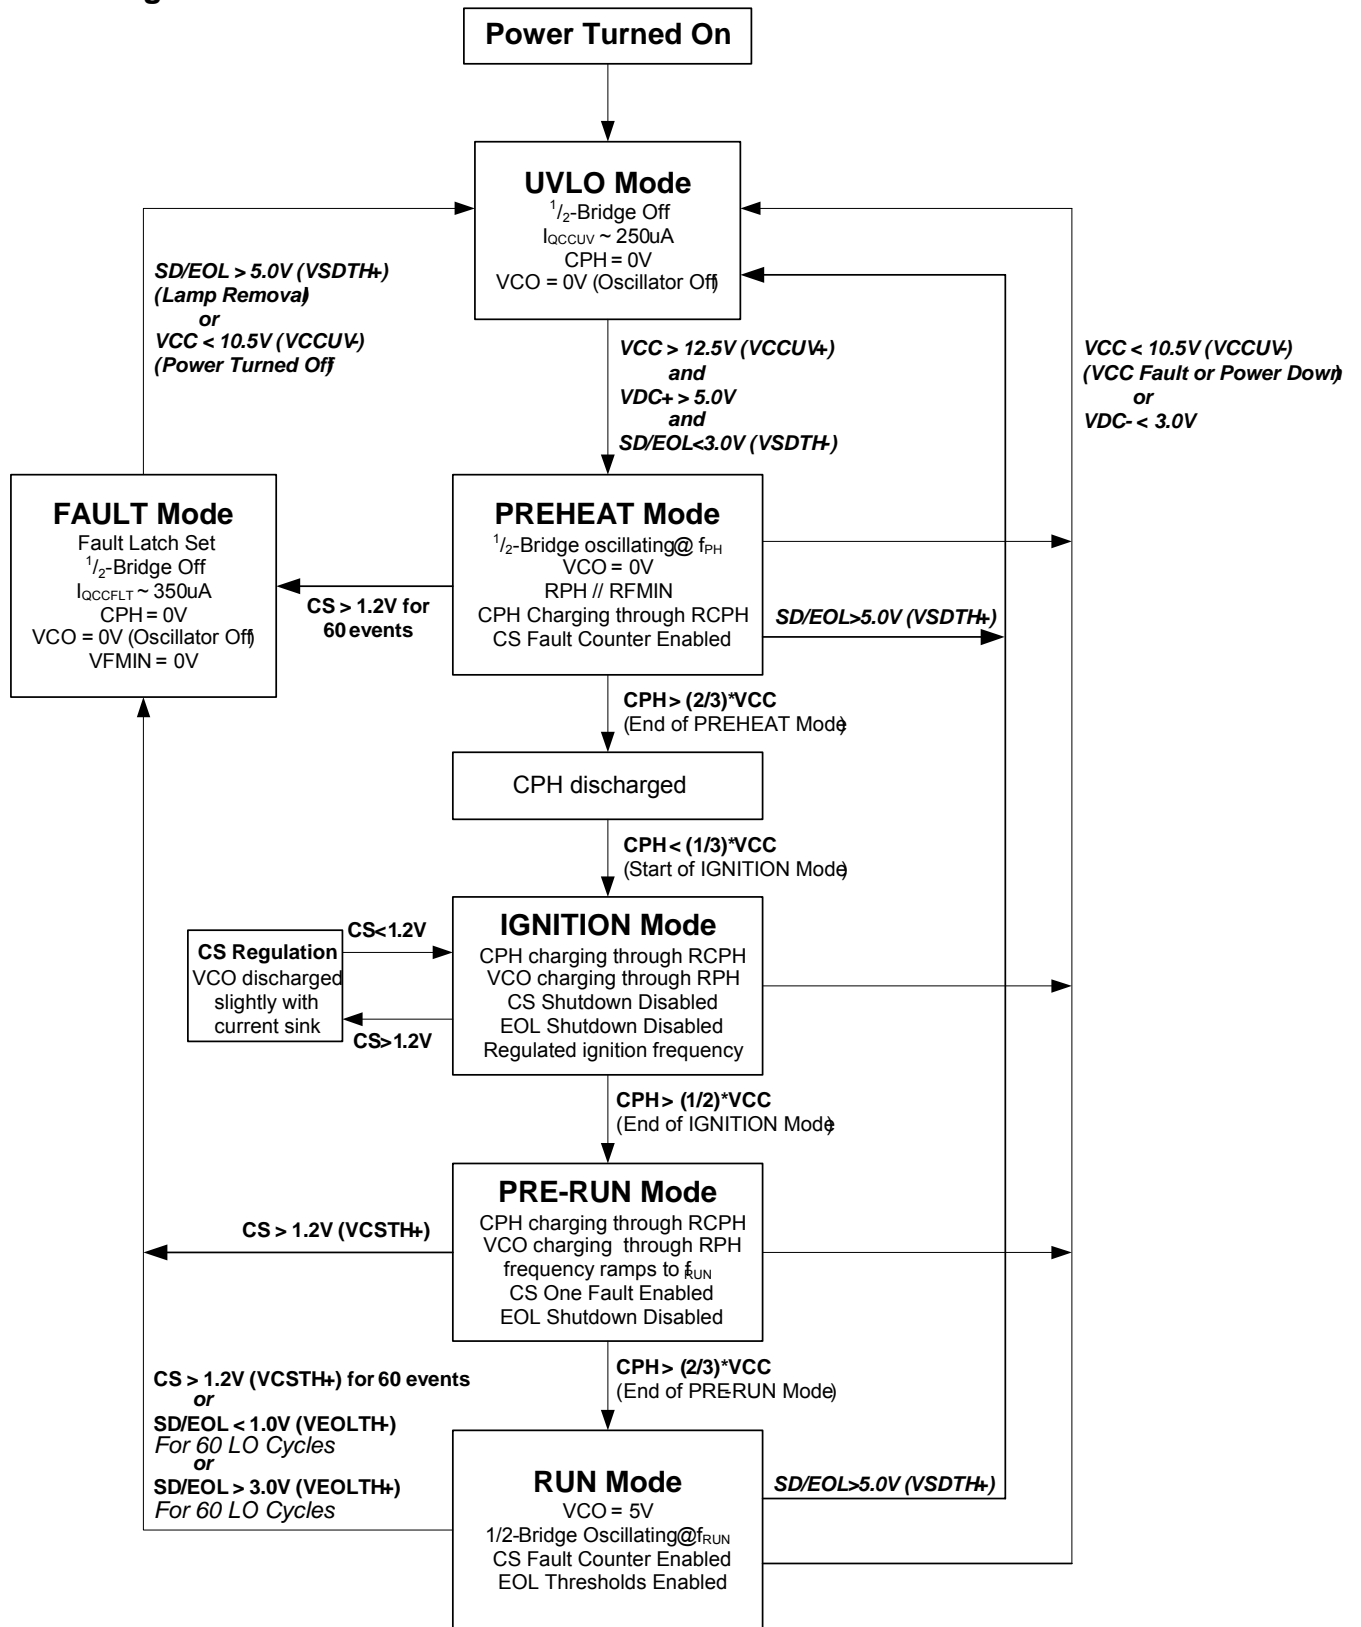 Power Turned On
UVLO Mode
1/2-Bridge Off
IQCCUV ~ 250uA
CPH = 0V
VCO = 0V (Oscillator Off)
SD/EOL > 5.0V (VSDTH+)
(Lamp Removal)
or
VCC < 10.5V (VCCUV-)
(Power Turned Off)
VCC > 12.5V (VCCUV+)
and
VDC+ > 5.0V
and
SD/EOL<3.0V (VSDTH-)
VCC < 10.5V (VCCUV-)
(VCC Fault or Power Down)
or
VDC- < 3.0V
FAULT Mode
Fault Latch Set
1/2-Bridge Off
IQCCFLT ~ 350uA
CPH = 0V
VCO = 0V (Oscillator Off)
VFMIN = 0V
CS > 1.2V for
60 events
PREHEAT Mode
1/2-Bridge oscillating@ fPH
VCO = 0V
RPH // RFMIN
CPH Charging through RCPH
CS Fault Counter Enabled
SD/EOL>5.0V (VSDTH+)
CPH > (2/3)*VCC
(End of PREHEAT Mode)
CPH discharged
CPH < (1/3)*VCC
(Start of IGNITION Mode)
CS Regulation
VCO discharged
slightly with
current sink
CS<1.2V
CS>1.2V
IGNITION Mode
CPH charging through RCPH
VCO charging through RPH
CS Shutdown Disabled
EOL Shutdown Disabled
Regulated ignition frequency
CPH > (1/2)*VCC
(End of IGNITION Mode)
CS > 1.2V (VCSTH+)
PRE-RUN Mode
CPH charging through RCPH
VCO charging through RPH
frequency ramps to fRUN
CS One Fault Enabled
EOL Shutdown Disabled
CPH > (2/3)*VCC
(End of PRE-RUN Mode)
CS > 1.2V (VCSTH+) for 60 events
or
SD/EOL < 1.0V (VEOLTH-)
For 60 LO Cycles
or
SD/EOL > 3.0V (VEOLTH+)
For 60 LO Cycles
RUN Mode
VCO = 5V
1/2-Bridge Oscillating@fRUN
CS Fault Counter Enabled
EOL Thresholds Enabled
SD/EOL>5.0V (VSDTH+)